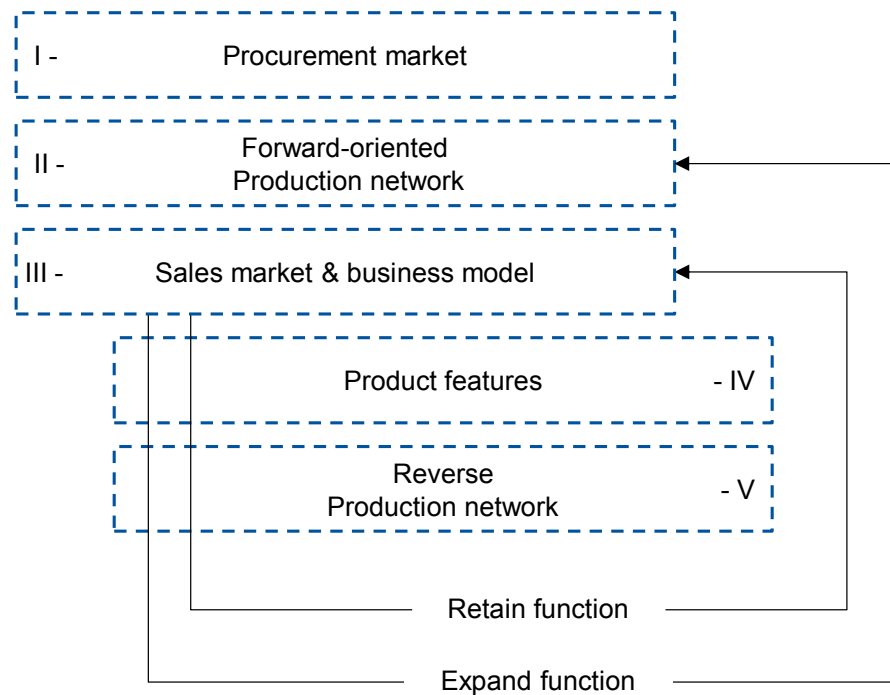 I - Procurement market
II - Forward-oriented
Production network
III - Sales market & business model
Product features - IV
Reverse
Production network - V
Retain function
Expand function